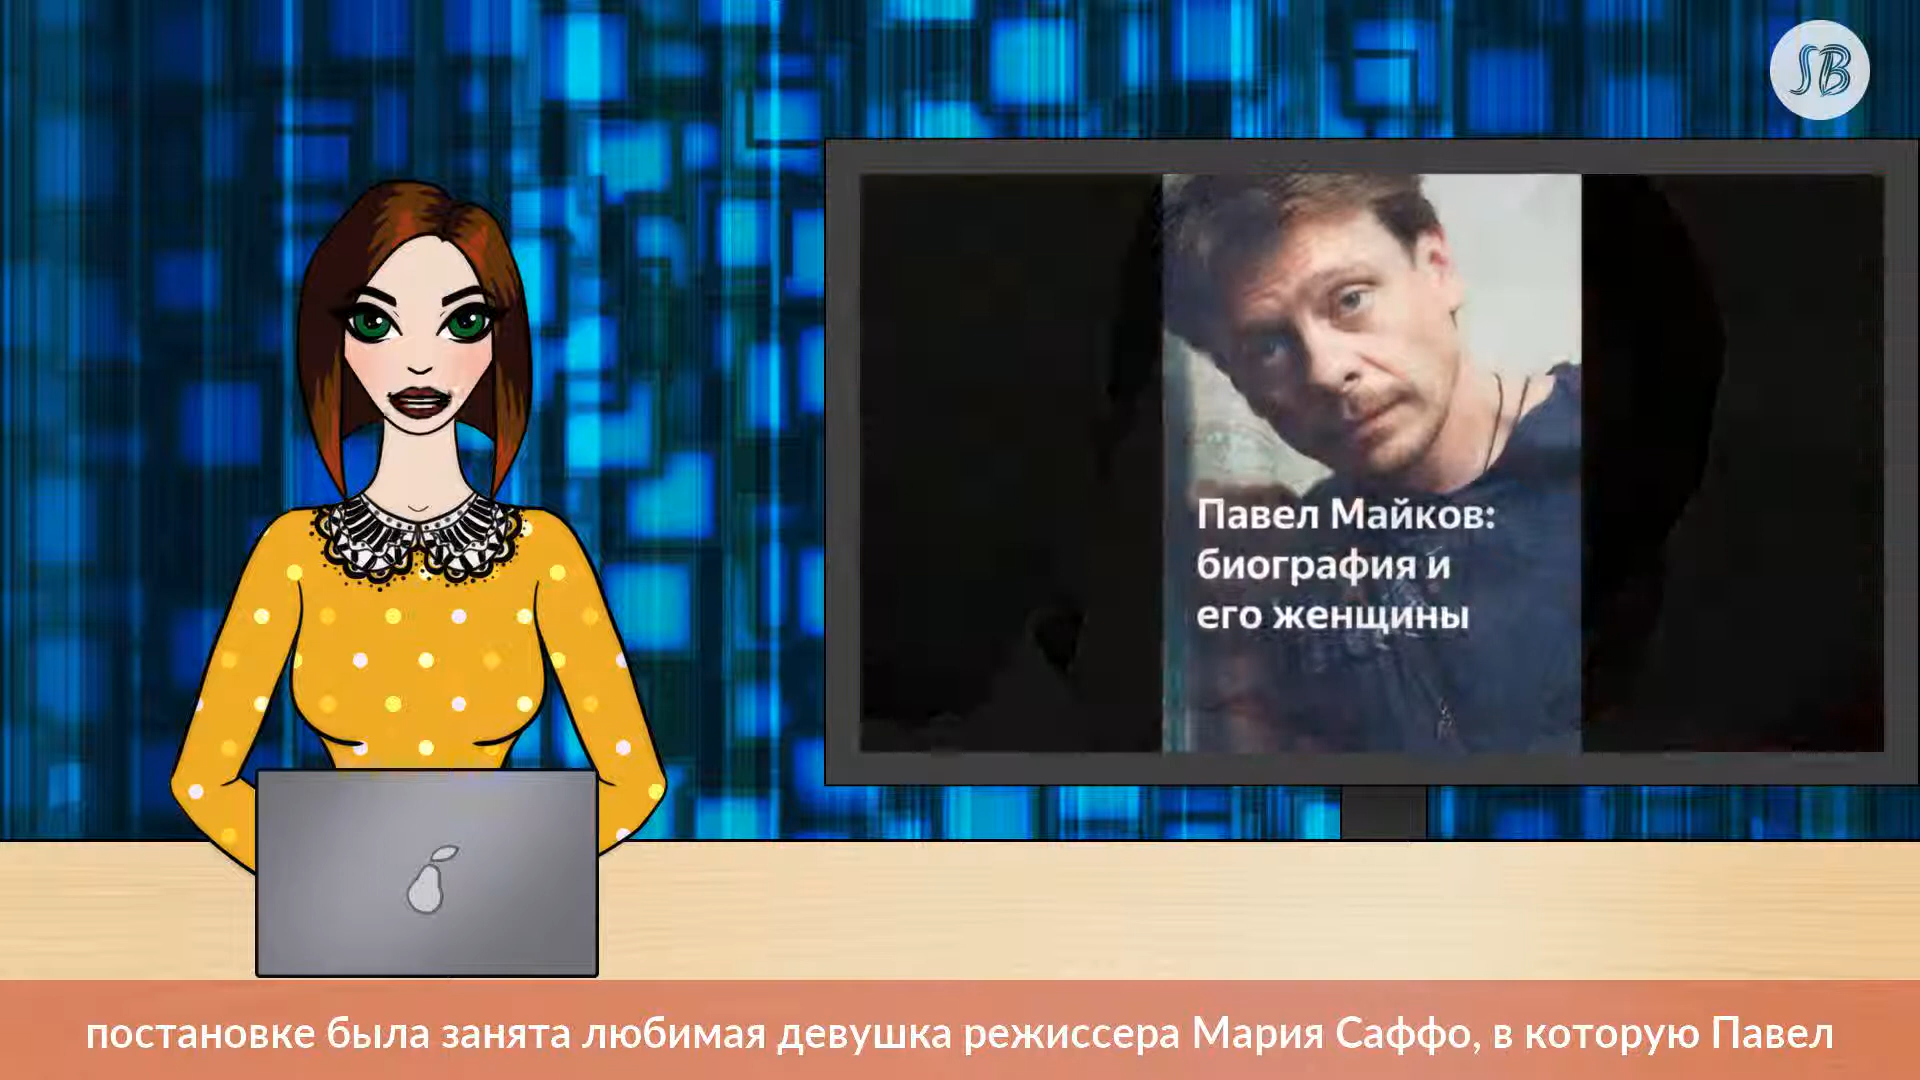 SB
Павел Майков:
биография и
его женщины
постановке была занята любимая девушка режиссера Мария Саффо, в которую Павел